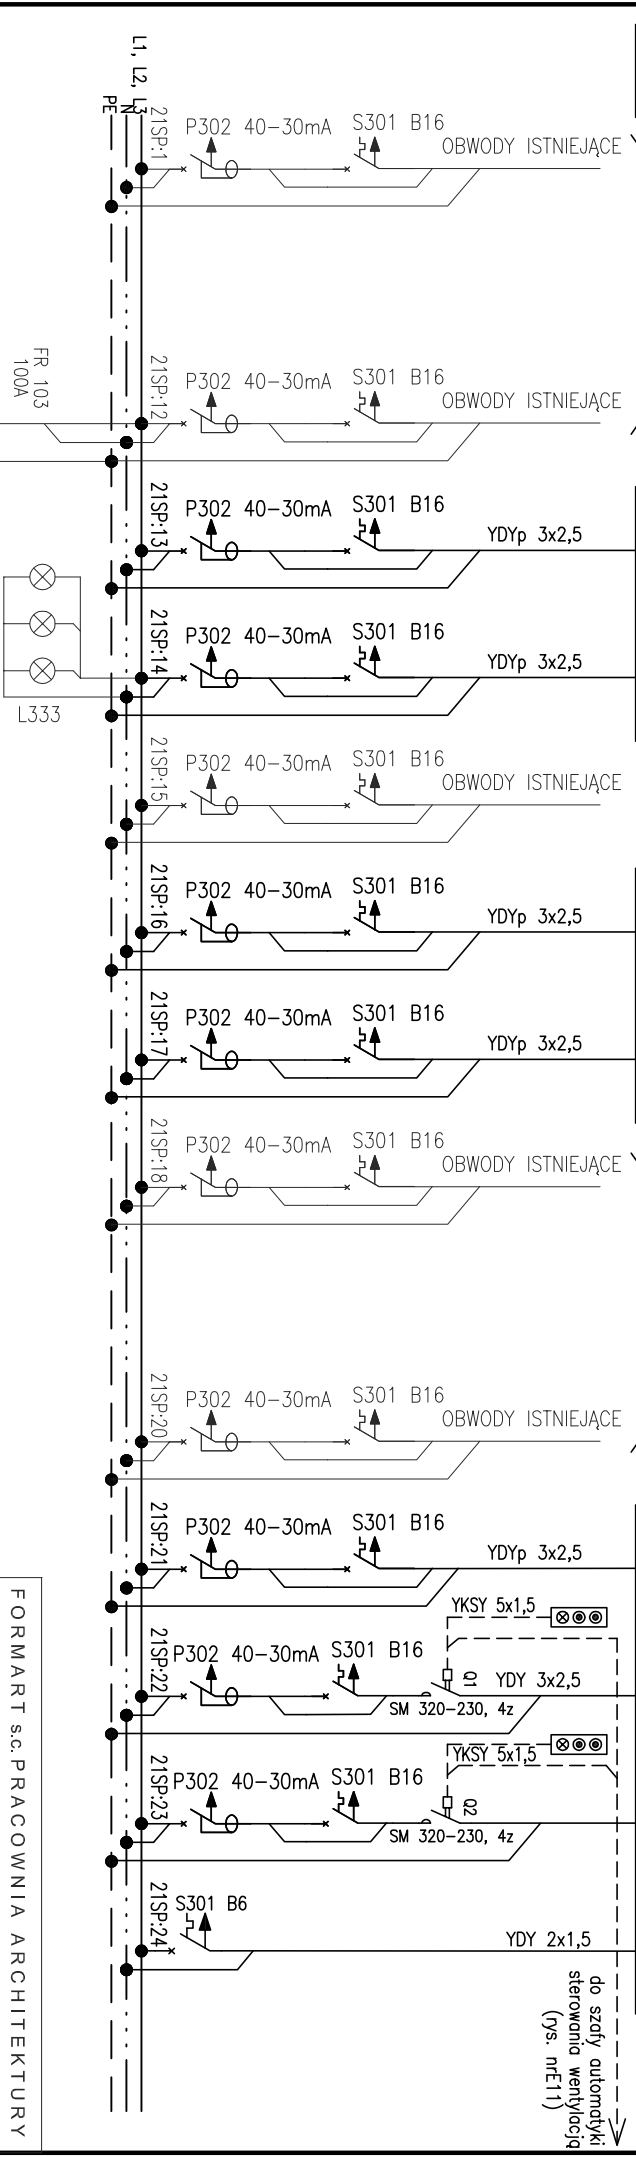 L1, L2, L3
N
PE
21SP:1
P302 40-30mA
S301 B16
OBWODY ISTNIEJĄCE
FR 103
100A
21SP:12
P302 40-30mA
S301 B16
OBWODY ISTNIEJĄCE
21SP:13
P302 40-30mA
S301 B16
YDYp 3x2,5
L333
21SP:14
P302 40-30mA
S301 B16
YDYp 3x2,5
21SP:15
P302 40-30mA
S301 B16
OBWODY ISTNIEJĄCE
21SP:16
P302 40-30mA
S301 B16
YDYp 3x2,5
21SP:17
P302 40-30mA
S301 B16
YDYp 3x2,5
21SP:18
P302 40-30mA
S301 B16
OBWODY ISTNIEJĄCE
21SP:20
P302 40-30mA
S301 B16
OBWODY ISTNIEJĄCE
21SP:21
P302 40-30mA
S301 B16
YDYp 3x2,5
YKSY 5x1,5
21SP:22
P302 40-30mA
S301 B16
Q1
YDY 3x2,5
SM 320-230, 4z
YKSY 5x1,5
21SP:23
P302 40-30mA
S301 B16
Q2
SM 320-230, 4z
21SP:24
S301 B6
YDY 2x1,5
do szafy automatyki
sterowania wentylacją
(rys. nrE11)
FORMART s.c. PRACOWNIA ARCHITEKTURY